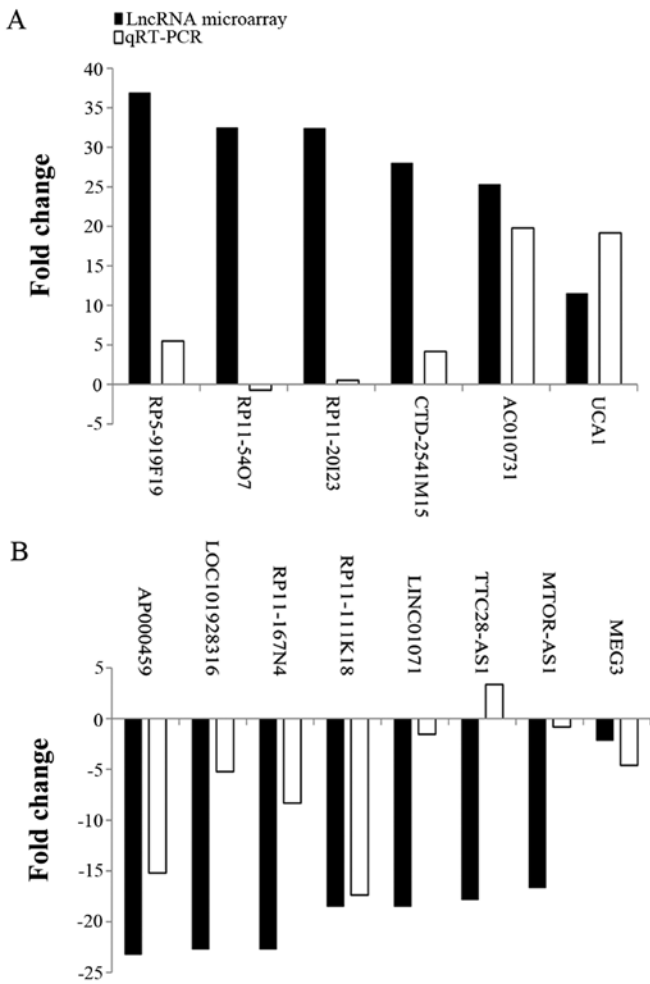 A
LncRNA microarray
qRT-PCR
Fold change
40
35
30
25
20
15
10
5
0
-5
RP5-919F19
RP11-54O7
RP11-20I23
CTD-2541M15
AC010731
UCA1
B
AP000459
LOC101928316
RP11-167N4
RP11-111K18
LINC01071
TTC28-AS1
MTOR-AS1
MEG3
Fold change
5
0
-5
-10
-15
-20
-25